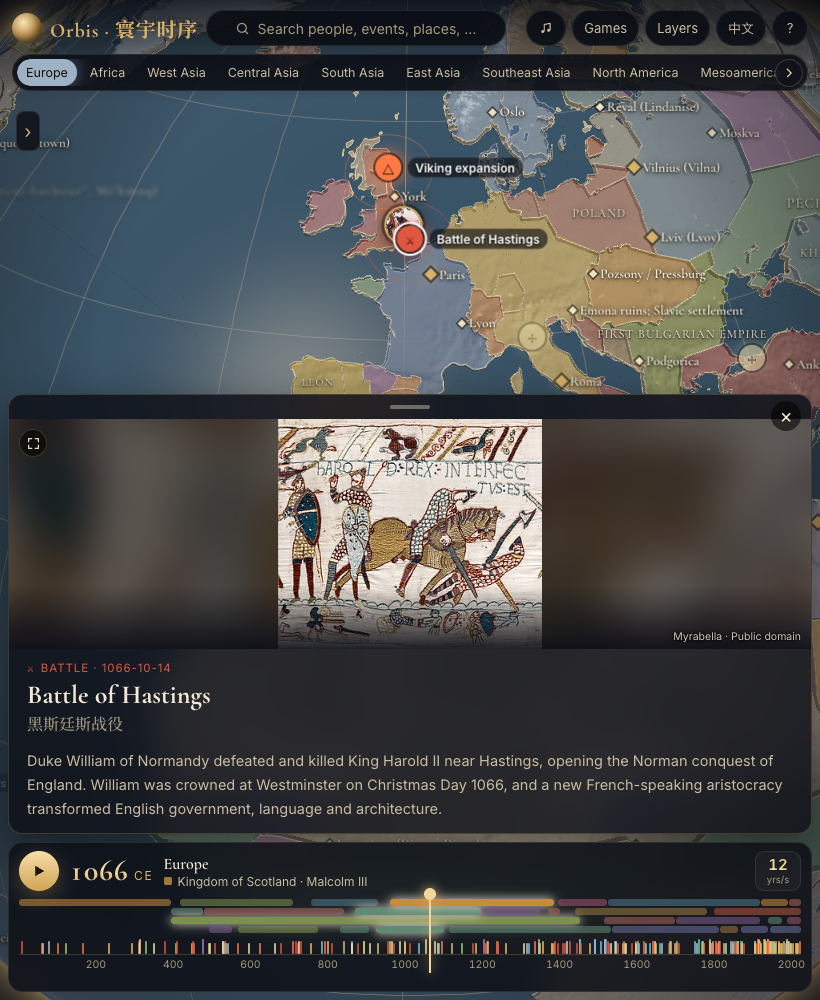 Orbis · 寰宇时序
Search people, events, places, ...
Games
Layers
中文
?
Europe
Africa
West Asia
Central Asia
South Asia
East Asia
Southeast Asia
North America
Mesoameric
Oslo
Reval (Lindanise)
Moskva
town)
Viking expansion
Vilnius (Vilna)
York
POLAND
PEC
Battle of Hastings
Lviv (Lvov)
KH
Paris
Pozsony / Pressburg
Emona ruins; Slavic settlement
Lyon
FIRST BULGARIAN EMPIRE
Podgorica
Ank
LEÓN
Roma
HAROLD:REX:INTERFEC
TVS:EST
Myrabella · Public domain
BATTLE · 1066-10-14
Battle of Hastings
黑斯廷斯战役
Duke William of Normandy defeated and killed King Harold II near Hastings, opening the Norman conquest of
England. William was crowned at Westminster on Christmas Day 1066, and a new French-speaking aristocracy
transformed English government, language and architecture.
1066 CE
Europe
Kingdom of Scotland · Malcolm III
12
yrs/s
200 400 600 800 1000 1200 1400 1600 1800 2000